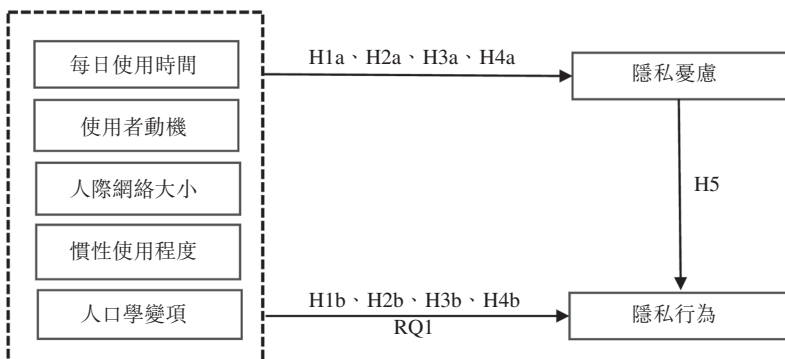 每日使用時間
使用者動機
人際網絡大小
慣性使用程度
人口學變項
H1a、H2a、H3a、H4a
隱私憂慮
H5
H1b、H2b、H3b、H4b
RQ1
隱私行為